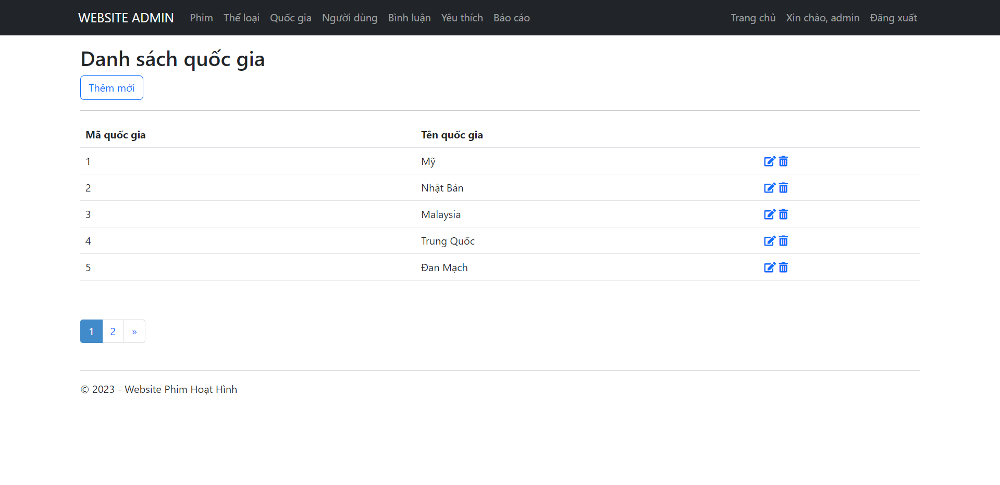 WEBSITE ADMIN Phim Thể loại Quốc gia Người dùng Bình luận Yêu thích Báo cáo Trang chủ Xin chào, admin Đăng xuất
Danh sách quốc gia
Thêm mới
Mã quốc gia Tên quốc gia
1 Mỹ
2 Nhật Bản
3 Malaysia
4 Trung Quốc
5 Đan Mạch
1 2 »
© 2023 - Website Phim Hoạt Hình